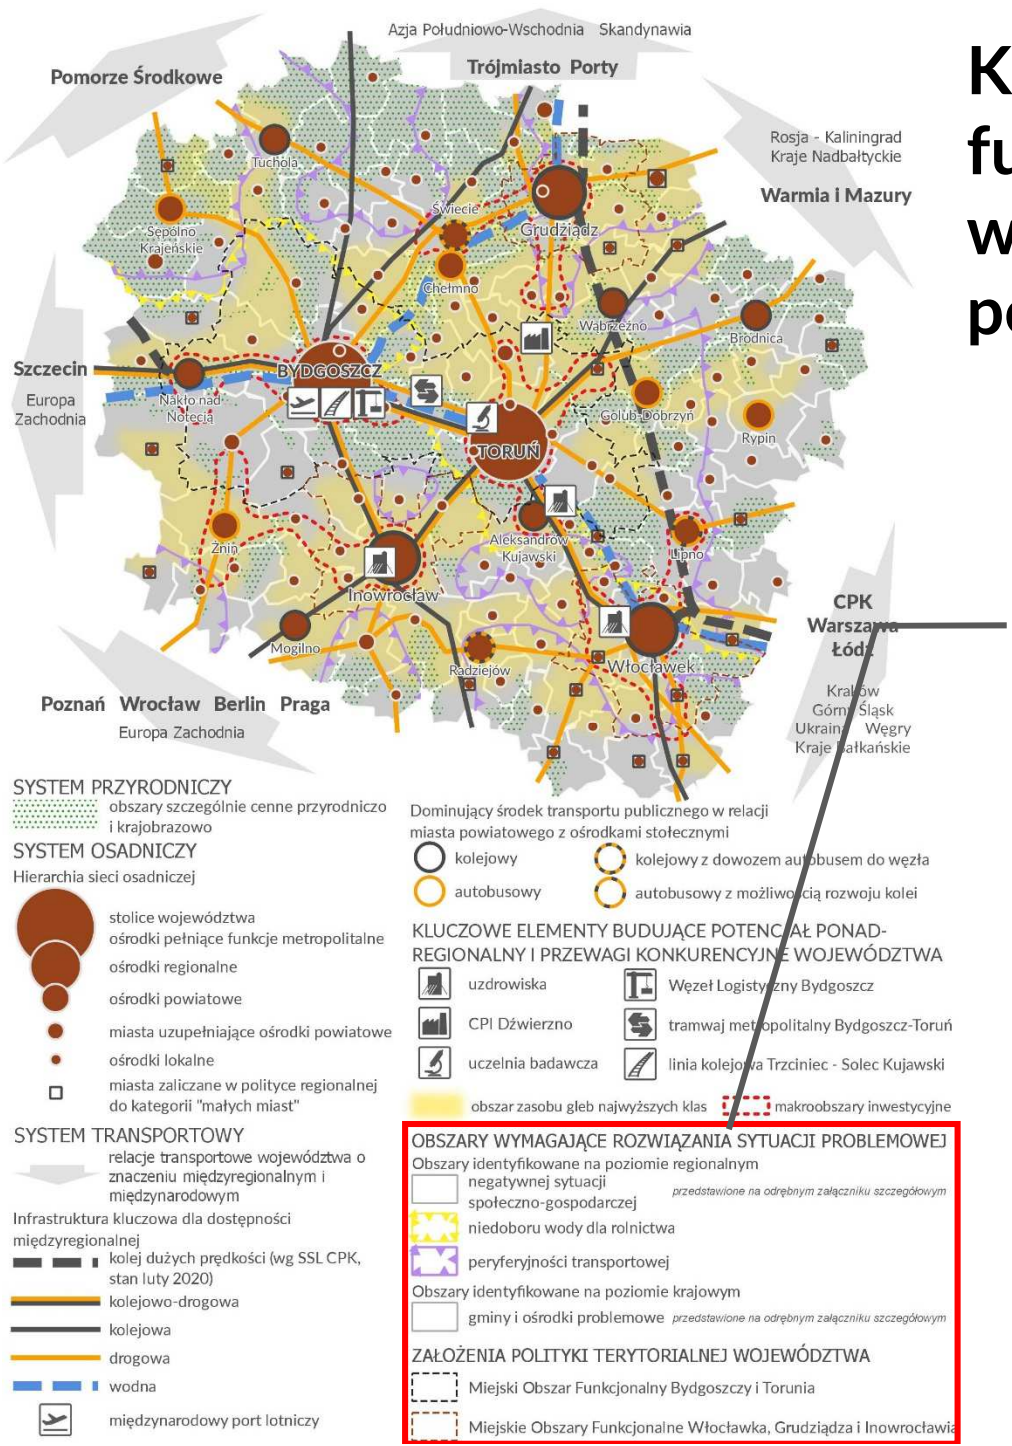 Azja Południowo-Wschodnia Skandynawia
Pomorze Środkowe
Trójmiasto Porty
K
fu
w
po
Rosja - Kaliningrad
Kraje Nadbałtyckie
Warmia i Mazury
Tuchola
Świecie
Grudziądz
Sępólno
Krajeńskie
Chełmno
Wąbrzeźno
Brodnica
Szczecin
Europa
Zachodnia
BYDGOSZCZ
Nakło nad
Notecią
Golub-Dobrzyń
Rypin
TORUŃ
Żnin
Aleksandrów
Kujawski
Lipno
Inowrocław
CPK
Warszawa
Łódź
Mogilno
Radziejów
Włocławek
Kraków
Górny Śląsk
Ukraina Węgry
Kraje Bałkańskie
Poznań Wrocław Berlin Praga
Europa Zachodnia
SYSTEM PRZYRODNICZY
obszary szczególnie cenne przyrodniczo
i krajobrazowo
SYSTEM OSADNICZY
Hierarchia sieci osadniczej
stolice województwa
ośrodki pełniące funkcje metropolitalne
ośrodki regionalne
ośrodki powiatowe
miasta uzupełniające ośrodki powiatowe
ośrodki lokalne
miasta zaliczane w polityce regionalnej
do kategorii "małych miast"
SYSTEM TRANSPORTOWY
relacje transportowe województwa o
znaczeniu międzyregionalnym i
międzynarodowym
Infrastruktura kluczowa dla dostępności
międzyregionalnej
kolej dużych prędkości (wg SSL CPK,
stan luty 2020)
kolejowo-drogowa
kolejowa
drogowa
wodna
międzynarodowy port lotniczy
Dominujący środek transportu publicznego w relacji
miasta powiatowego z ośrodkami stołecznymi
kolejowy
kolejowy z dowozem autobusem do węzła
autobusowy
autobusowy z możliwością rozwoju kolei
KLUCZOWE ELEMENTY BUDUJĄCE POTENCJAŁ PONAD-
REGIONALNY I PRZEWAGI KONKURENCYJNE WOJEWÓDZTWA
uzdrowiska
Węzeł Logistyczny Bydgoszcz
CPI Dźwierzno
tramwaj metropolitalny Bydgoszcz-Toruń
uczelnia badawcza
linia kolejowa Trzciniec - Solec Kujawski
obszar zasobu gleb najwyższych klas
makroobszary inwestycyjne
OBSZARY WYMAGAJĄCE ROZWIĄZANIA SYTUACJI PROBLEMOWEJ
Obszary identyfikowane na poziomie regionalnym
negatywnej sytuacji
społeczno-gospodarczej przedstawione na odrębnym załączniku szczegółowym
niedoboru wody dla rolnictwa
peryferyjności transportowej
Obszary identyfikowane na poziomie krajowym
gminy i ośrodki problemowe przedstawione na odrębnym załączniku szczegółowym
ZAŁOŻENIA POLITYKI TERYTORIALNEJ WOJEWÓDZTWA
Miejski Obszar Funkcjonalny Bydgoszczy i Torunia
Miejskie Obszary Funkcjonalne Włocławka, Grudziądza i Inowrocławia